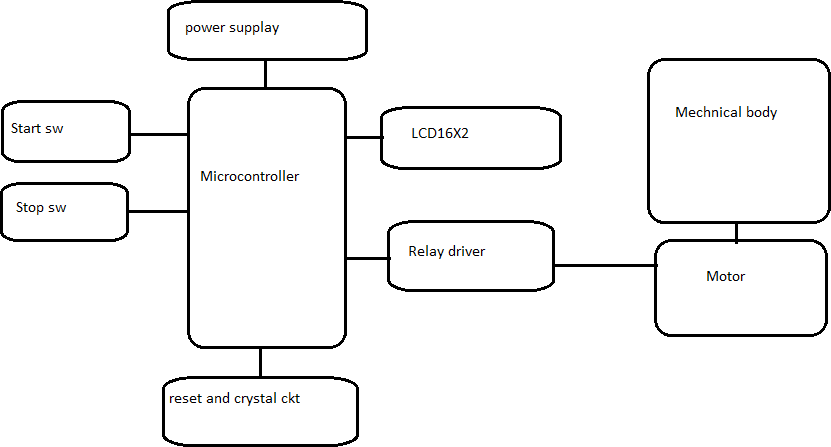 power supplay
Start sw
LCD16X2
Mechnical body
Microcontroller
Stop sw
Relay driver
Motor
reset and crystal ckt